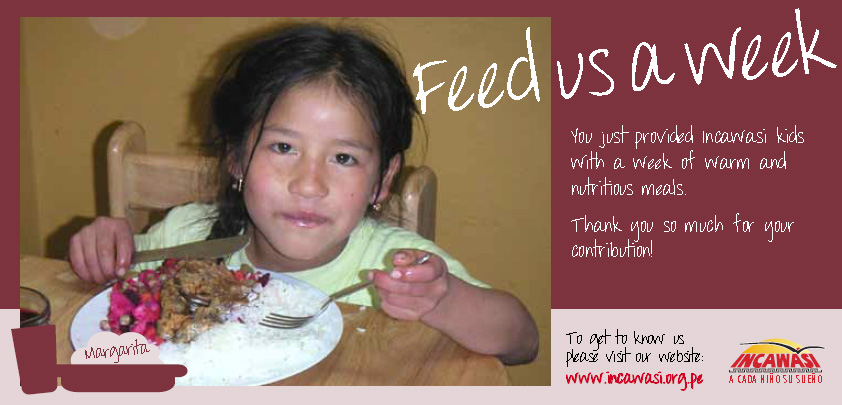 Feed us a week
You just provided Incawasi kids
with a week of warm and
nutritious meals.
Thank you so much for your
contribution!
Margarita
To get to know us
please visit our website:
www.incawasi.org.pe
INCAWASI
A CADA NIÑO SU SUEÑO